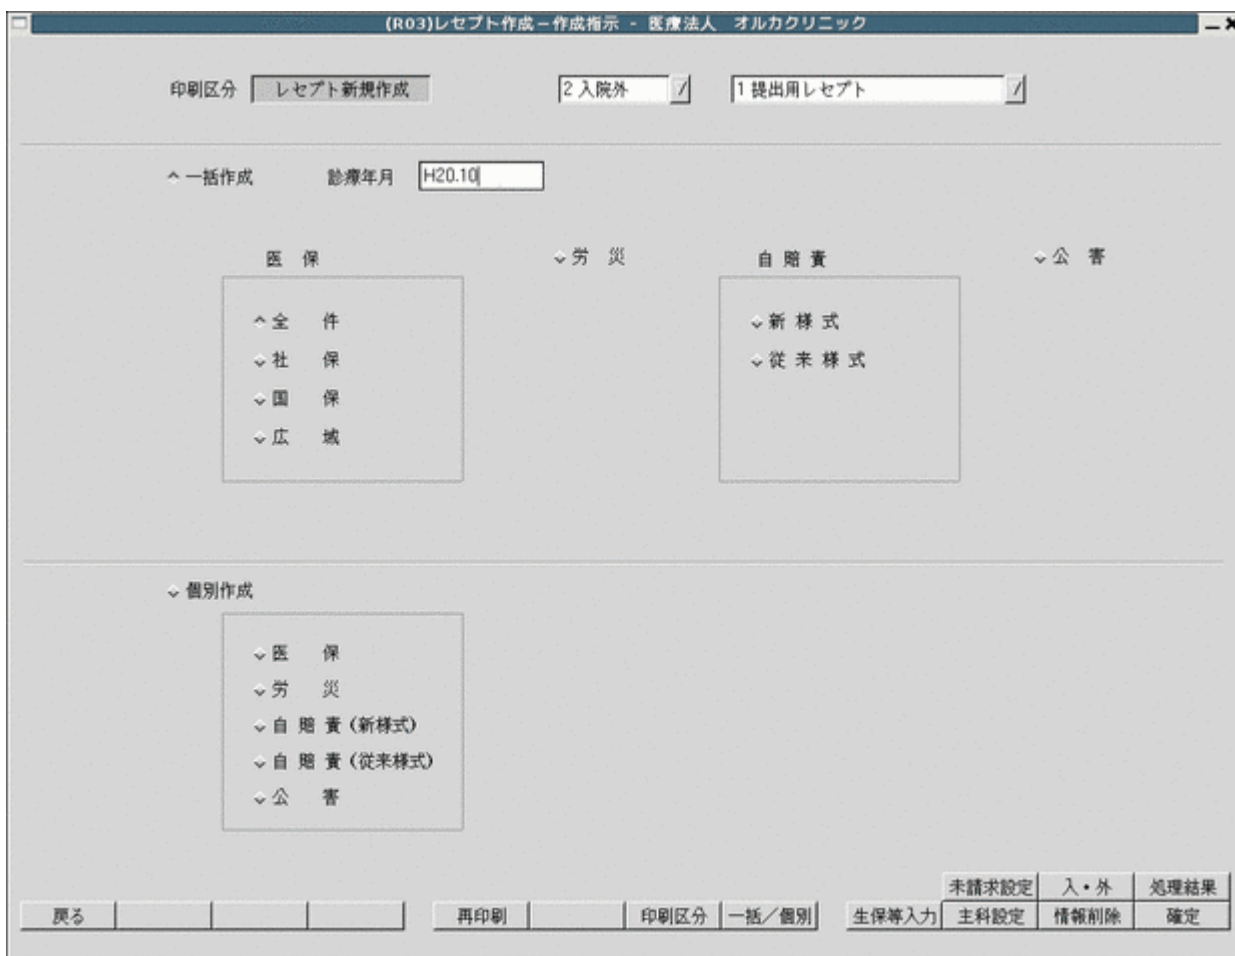 (R03)レセプト作成－作成指示 - 医療法人　オルカクリニック
印刷区分 レセプト新規作成 2 入院外 1 提出用レセプト
一括作成 診療年月 H20.10
医　保 労　災 自 賠 責 公　害
全　件 新 様 式
社　保 従 来 様 式
国　保
広　域
個別作成
医　保
労　災
自 賠 責 (新様式)
自 賠 責 (従来様式)
公　害
未請求設定 入・外 処理結果
戻る 再印刷 印刷区分 一括／個別 生保等入力 主科設定 情報削除 確定